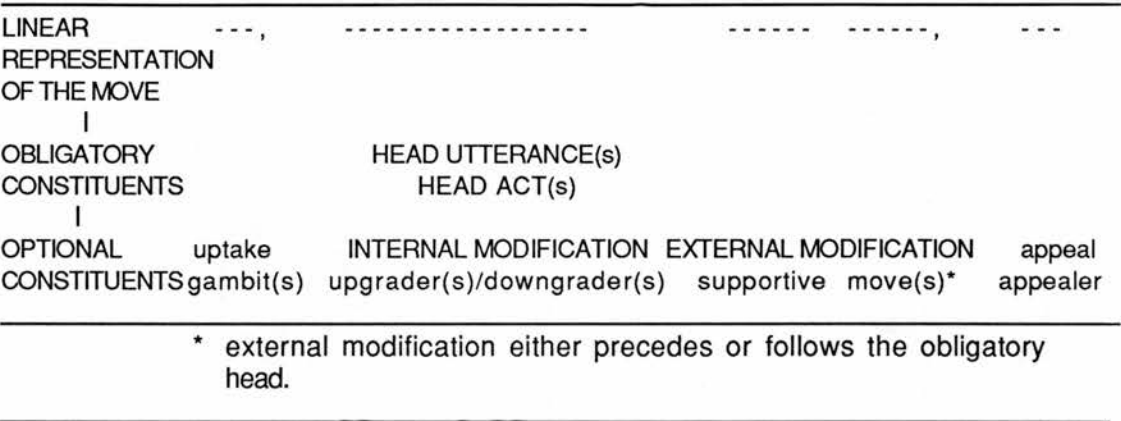 LINEAR - - - , - - - - - - - - - - - - - - - - - - - - - - - - - - - - - - , - - -
REPRESENTATION
OF THE MOVE
|
OBLIGATORY HEAD UTTERANCE(s)
CONSTITUENTS HEAD ACT(s)
|
OPTIONAL uptake INTERNAL MODIFICATION EXTERNAL MODIFICATION appeal
CONSTITUENTS gambit(s) upgrader(s)/downgrader(s) supportive move(s)* appealer
* external modification either precedes or follows the obligatory
head.